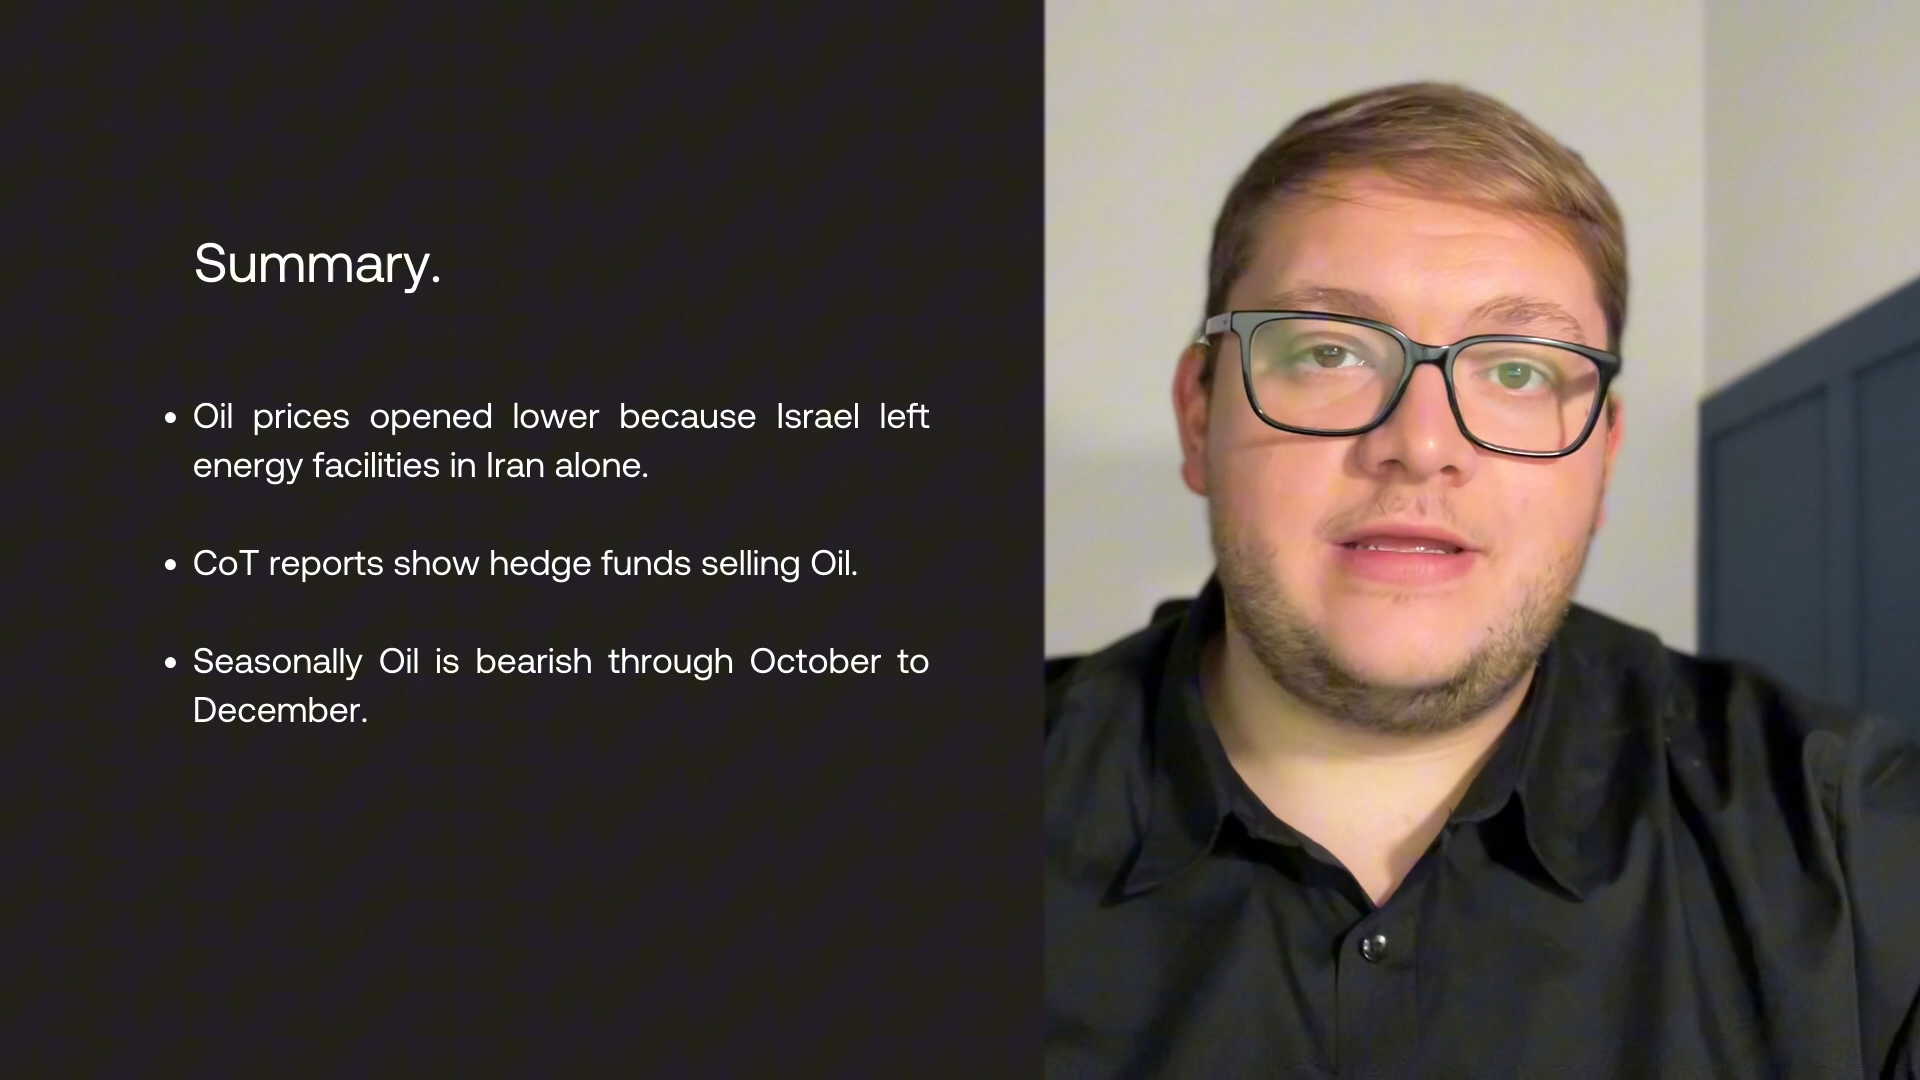 Summary.
• Oil prices opened lower because Israel left
energy facilities in Iran alone.
• CoT reports show hedge funds selling Oil.
• Seasonally Oil is bearish through October to
December.